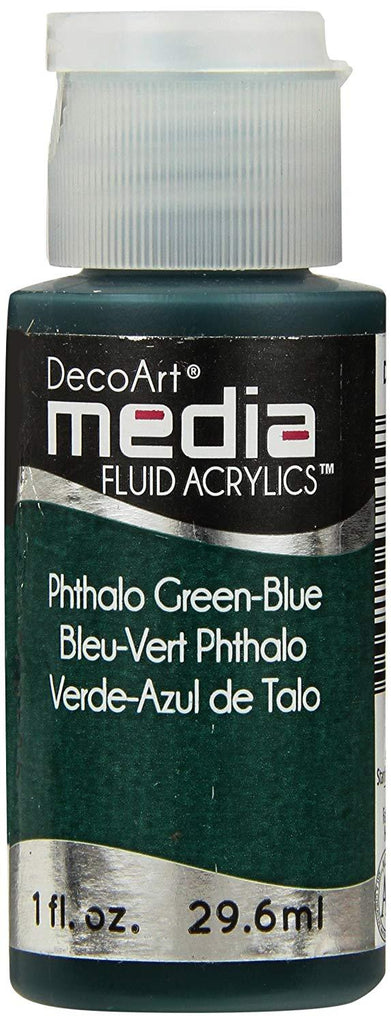 DecoArt®
media
FLUID ACRYLICS™
Phthalo Green-Blue
Bleu-Vert Phthalo
Verde-Azul de Talo
1 fl. oz. 29.6ml